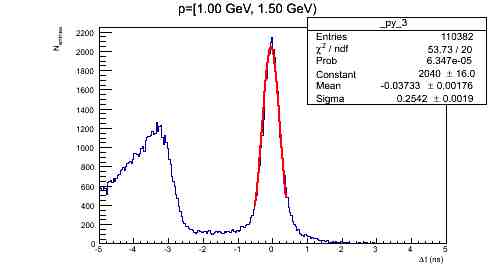 p=[1.00 GeV, 1.50 GeV)
_py_3
Entries 110382
χ² / ndf 53.73 / 20
Prob 6.347e-05
Constant 2040 ± 16.0
Mean -0.03733 ± 0.00176
Sigma 0.2542 ± 0.0019
N entries
2200
2000
1800
1600
1400
1200
1000
800
600
400
200
0
-5 -4 -3 -2 -1 0 1 2 3 4 5
Δt (ns)